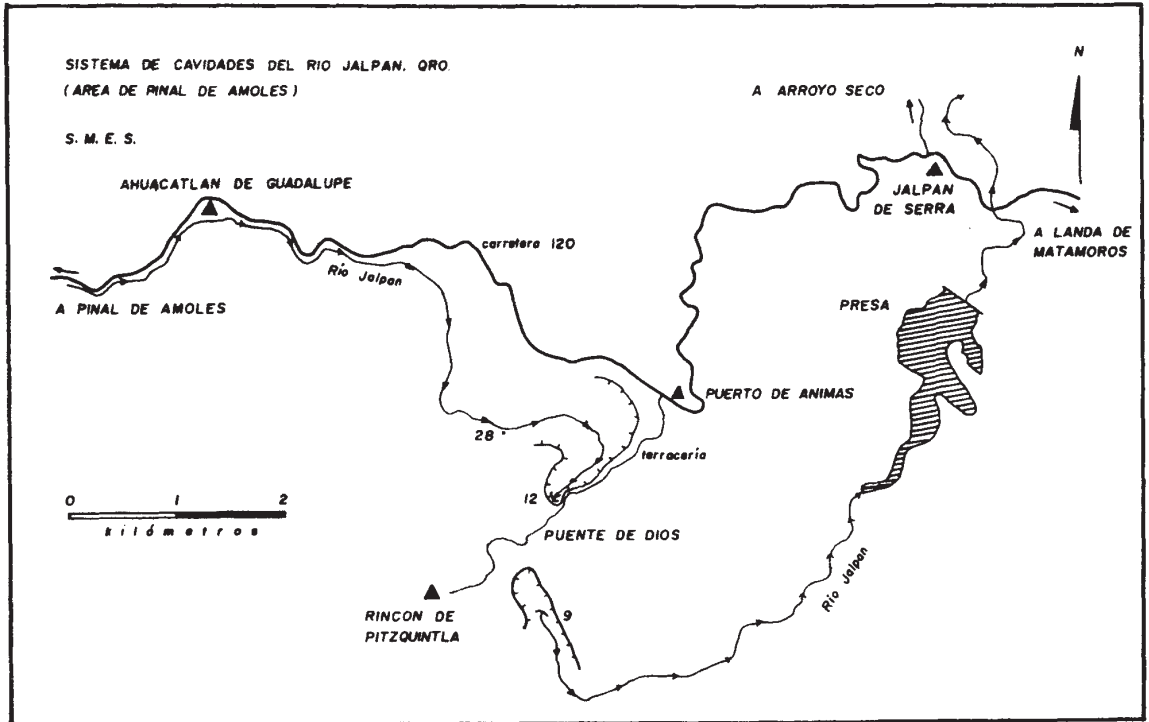 SISTEMA DE CAVIDADES DEL RIO JALPAN, QRO.
(AREA DE PINAL DE AMOLES)
S. M. E. S.
N
A ARROYO SECO
AHUACATLAN DE GUADALUPE
JALPAN
DE SERRA
carretera 120
A LANDA DE
MATAMOROS
Río Jalpan
A PINAL DE AMOLES
PRESA
PUERTO DE ANIMAS
28
terracería
12
0 1 2
kilómetros
PUENTE DE DIOS
Río Jalpan
RINCON DE
PITZQUINTLA
9